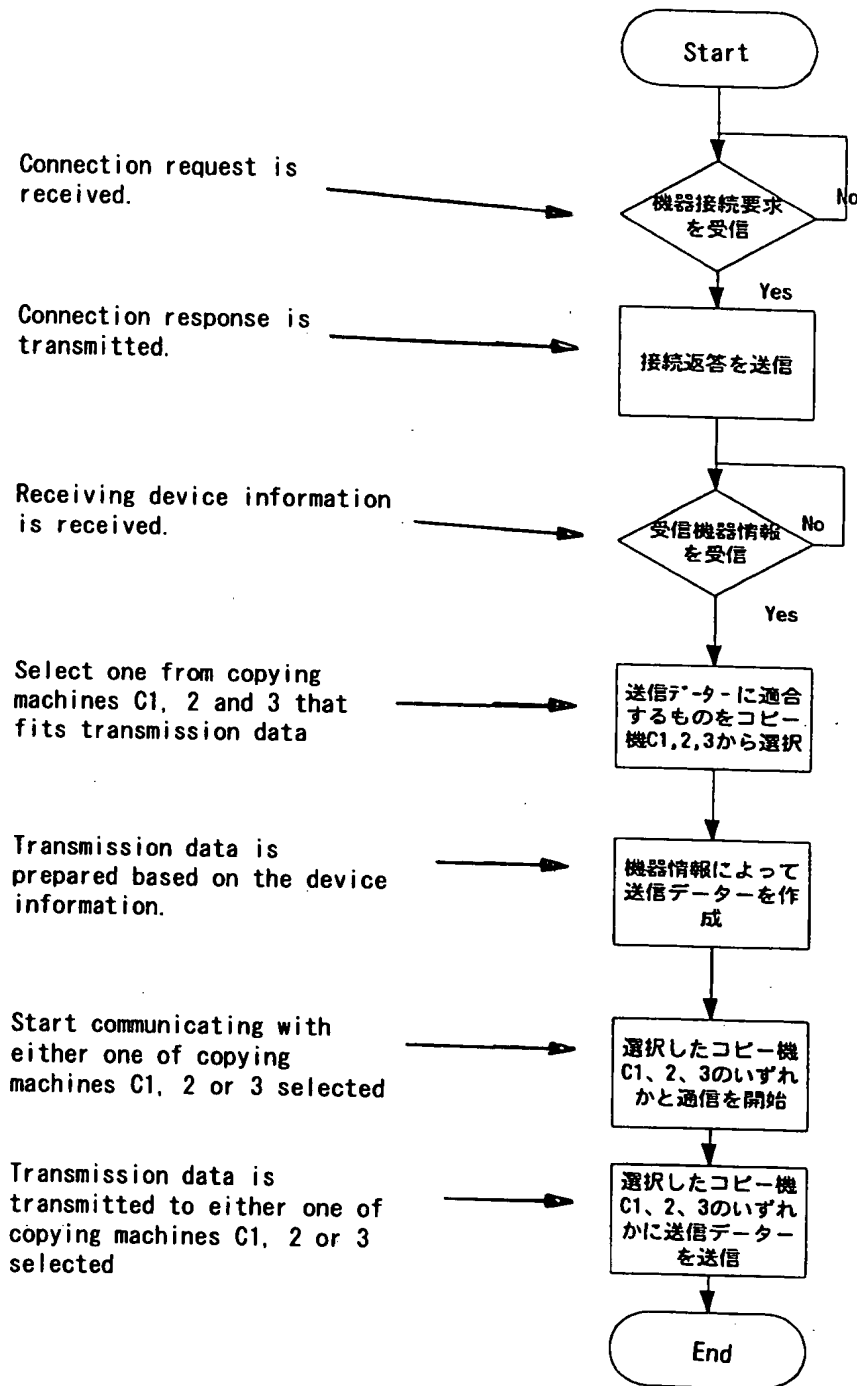 Start
Connection request is
received.
機器接続要求
を受信
No
Yes
Connection response is
transmitted.
接続返答を送信
Receiving device information
is received.
受信機器情報
を受信
No
Yes
Select one from copying
machines C1, 2 and 3 that
fits transmission data
送信データーに適合
するものをコピー
機C1,2,3から選択
Transmission data is
prepared based on the device
information.
機器情報によって
送信データーを作
成
Start communicating with
either one of copying
machines C1, 2 or 3 selected
選択したコピー機
C1、2、3のいずれ
かと通信を開始
Transmission data is
transmitted to either one of
copying machines C1, 2 or 3
selected
選択したコピー機
C1、2、3のいずれ
かに送信データー
を送信
End